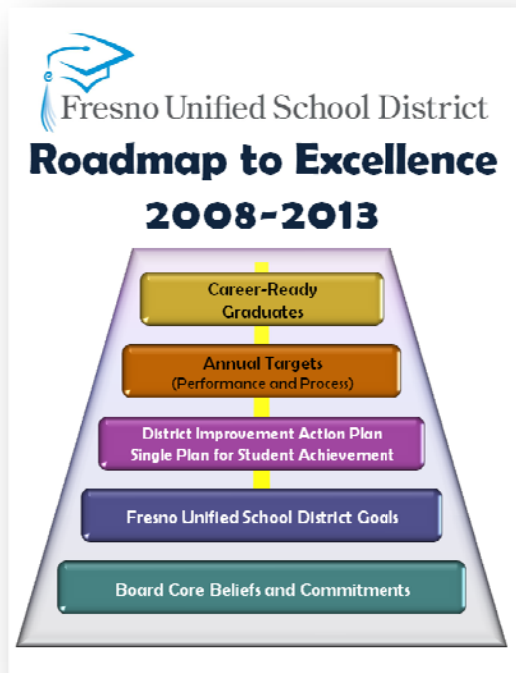 Fresno Unified School District
Roadmap to Excellence
2008-2013
Career-Ready
Graduates
Annual Targets
(Performance and Process)
District Improvement Action Plan
Single Plan for Student Achievement
Fresno Unified School District Goals
Board Core Beliefs and Commitments